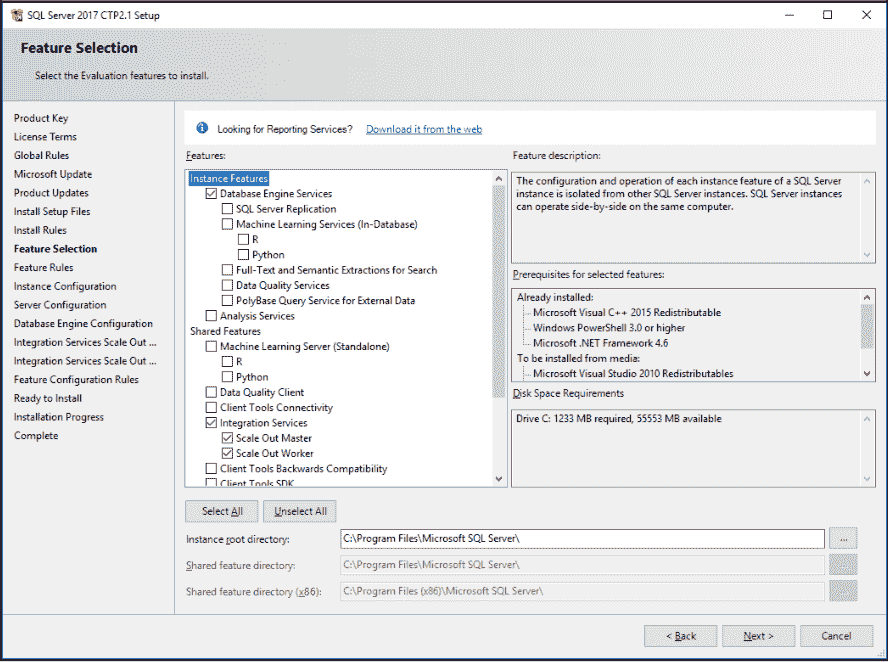 SQL Server 2017 CTP2.1 Setup
Feature Selection
Select the Evaluation features to install.
Product Key
License Terms
Global Rules
Microsoft Update
Product Updates
Install Setup Files
Install Rules
Feature Selection
Feature Rules
Instance Configuration
Server Configuration
Database Engine Configuration
Integration Services Scale Out ...
Integration Services Scale Out ...
Feature Configuration Rules
Ready to Install
Installation Progress
Complete
Looking for Reporting Services? Download it from the web
Features:
Instance Features
Database Engine Services
SQL Server Replication
Machine Learning Services (In-Database)
R
Python
Full-Text and Semantic Extractions for Search
Data Quality Services
PolyBase Query Service for External Data
Analysis Services
Shared Features
Machine Learning Server (Standalone)
R
Python
Data Quality Client
Client Tools Connectivity
Integration Services
Scale Out Master
Scale Out Worker
Client Tools Backwards Compatibility
Client Tools SDK
Feature description:
The configuration and operation of each instance feature of a SQL Server
instance is isolated from other SQL Server instances. SQL Server instances
can operate side-by-side on the same computer.
Prerequisites for selected features:
Already installed:
Microsoft Visual C++ 2015 Redistributable
Windows PowerShell 3.0 or higher
Microsoft .NET Framework 4.6
To be installed from media:
Microsoft Visual Studio 2010 Redistributables
Disk Space Requirements
Drive C: 1233 MB required, 55553 MB available
Select All
Unselect All
Instance root directory: C:\Program Files\Microsoft SQL Server\ ...
Shared feature directory: C:\Program Files\Microsoft SQL Server\ ...
Shared feature directory (x86): C:\Program Files (x86)\Microsoft SQL Server\ ...
< Back
Next >
Cancel